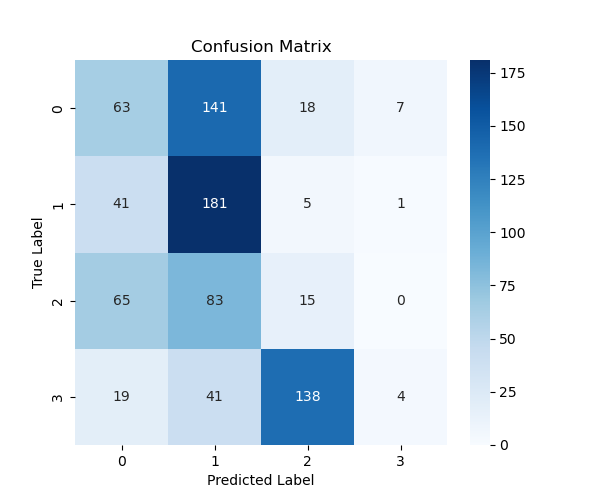 Confusion Matrix
175
0 63 141 18 7
150
125
1 41 181 5 1
100
True Label
75
2 65 83 15 0
50
3 19 41 138 4
25
0
0 1 2 3
Predicted Label